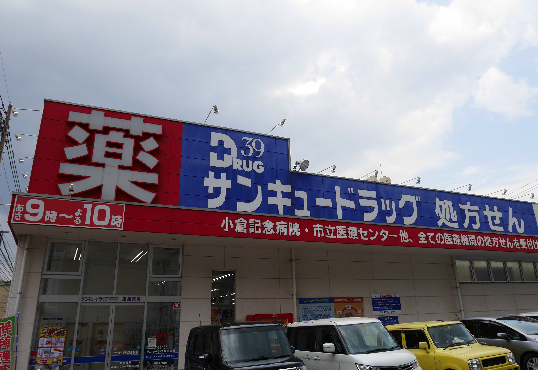 薬
39
DRUG
サンキュードラッグ 処方せん
あさ9時〜よる10時
小倉記念病院・市立医療センター他、全ての医療機関の処方せんを受付け